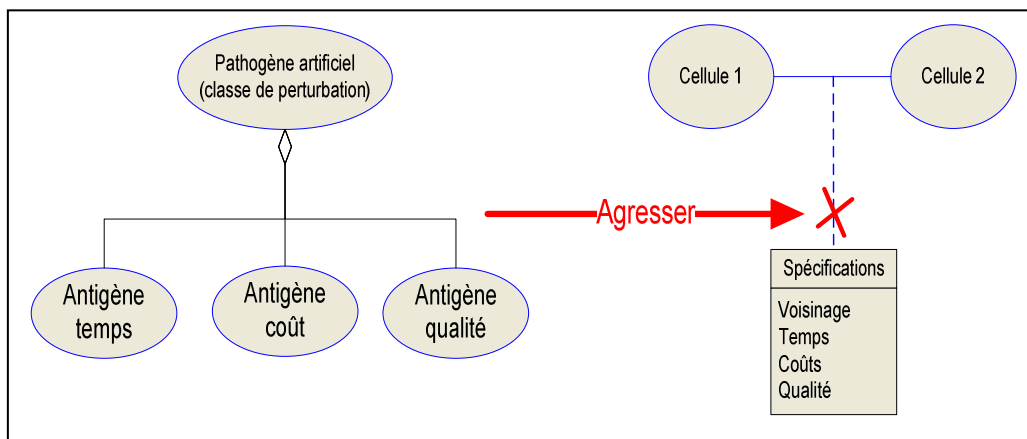 Pathogène artificiel
(classe de perturbation)
Cellule 1
Cellule 2
Agresser
Antigène
temps
Antigène
coût
Antigène
qualité
Spécifications
Voisinage
Temps
Coûts
Qualité